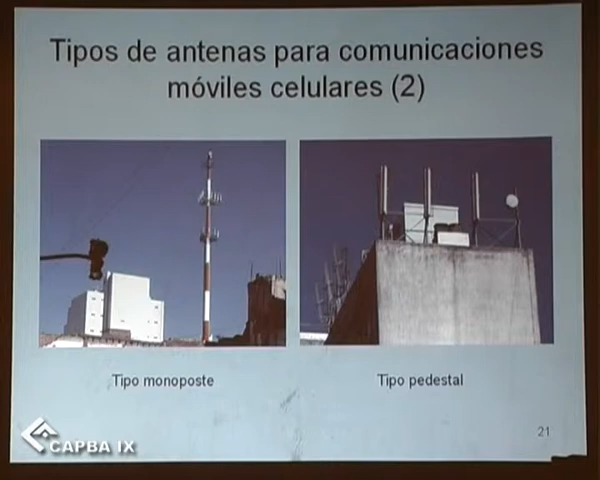 Tipos de antenas para comunicaciones
móviles celulares (2)
Tipo monoposte
Tipo pedestal
CAPBA IX
21